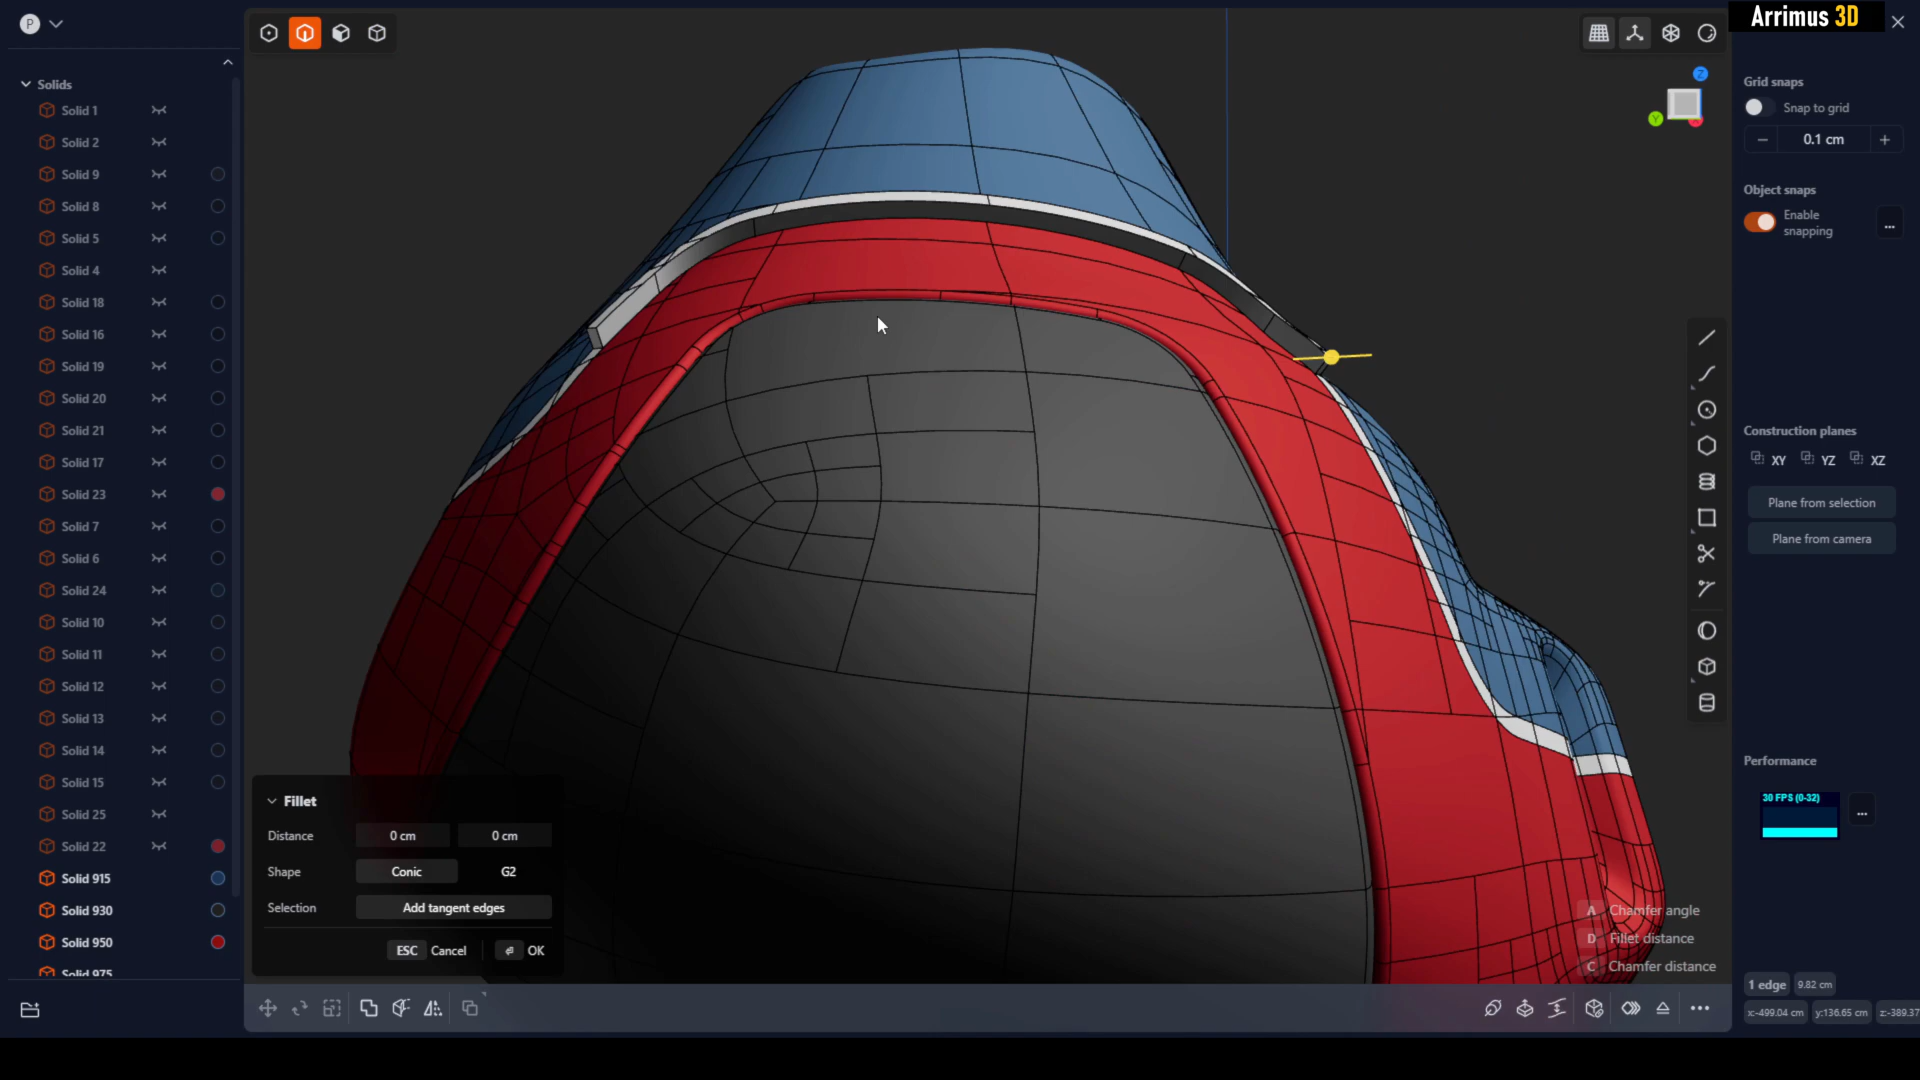 P
Arrimus 3D
Solids
Solid 1
Solid 2
Solid 9
Solid 8
Solid 5
Solid 4
Solid 18
Solid 16
Solid 19
Solid 20
Solid 21
Solid 17
Solid 23
Solid 7
Solid 6
Solid 24
Solid 10
Solid 11
Solid 12
Solid 13
Solid 14
Solid 15
Solid 25
Solid 22
Solid 915
Solid 930
Solid 950
Solid 975
Fillet
Distance 0 cm 0 cm
Shape Conic G2
Selection Add tangent edges
ESC Cancel OK
Z
Y
Grid snaps
Snap to grid
0.1 cm
Object snaps
Enable
snapping
...
Construction planes
XY YZ XZ
Plane from selection
Plane from camera
Performance
30 FPS (0-32)
...
A Chamfer angle
D Fillet distance
C Chamfer distance
1 edge 9.82 cm
x:-499.04 cm y:136.65 cm z:-389.37